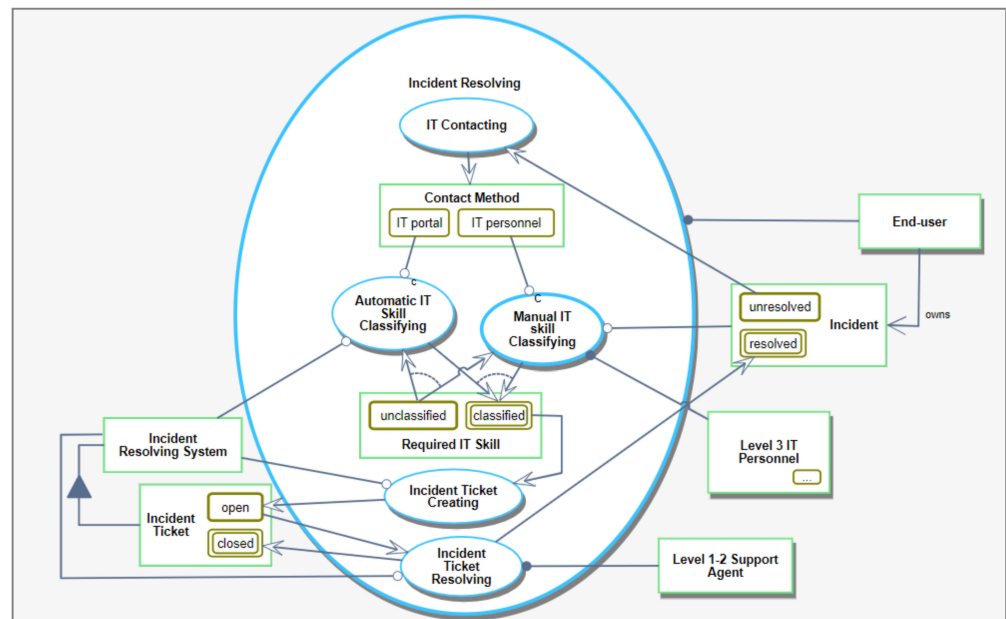 Incident Resolving
IT Contacting
Contact Method
IT portal
IT personnel
End-user
c
C
Automatic IT
Skill
Classifying
Manual IT
skill
Classifying
unresolved
Incident
resolved
owns
unclassified
classified
Required IT Skill
Incident
Resolving System
Level 3 IT
Personnel
...
Incident Ticket
Creating
Incident
Ticket
open
closed
Incident
Ticket
Resolving
Level 1-2 Support
Agent